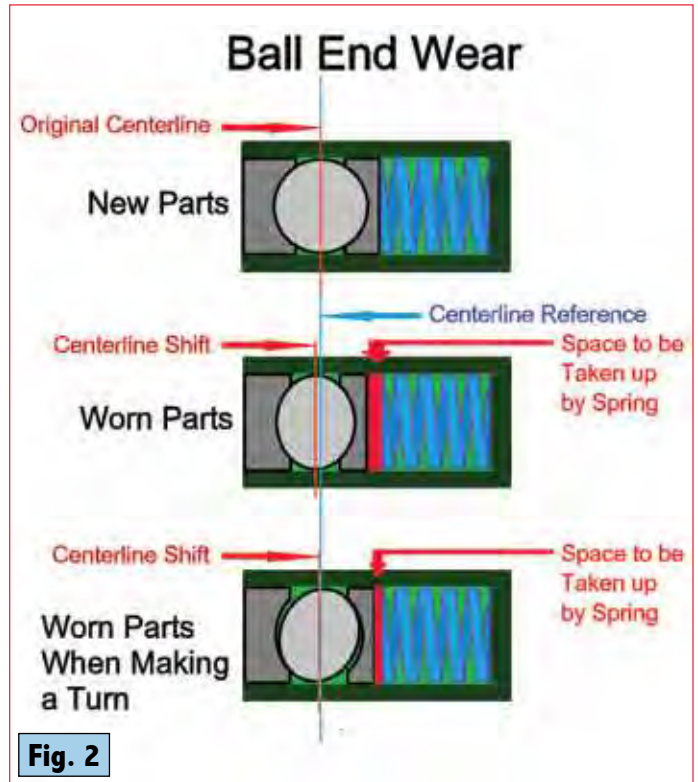 Ball End Wear
Original Centerline
New Parts
Centerline Reference
Centerline Shift
Space to be
Taken up
by Spring
Worn Parts
Centerline Shift
Space to be
Taken up
by Spring
Worn Parts
When Making
a Turn
Fig. 2